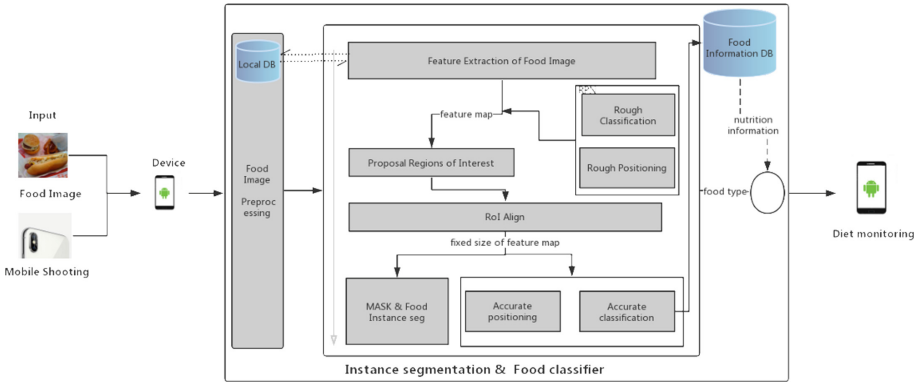 Input
Food Image
Mobile Shooting
Device
Local DB
Food
Image
Preproc
essing
Feature Extraction of Food Image
feature map
Rough
Classification
Rough Positioning
Proposal Regions of Interest
RoI Align
fixed size of feature map
MASK & Food
Instance seg
Accurate
positioning
Accurate
classification
Food
Information DB
nutrition
information
food type
Diet monitoring
Instance segmentation & Food classifier